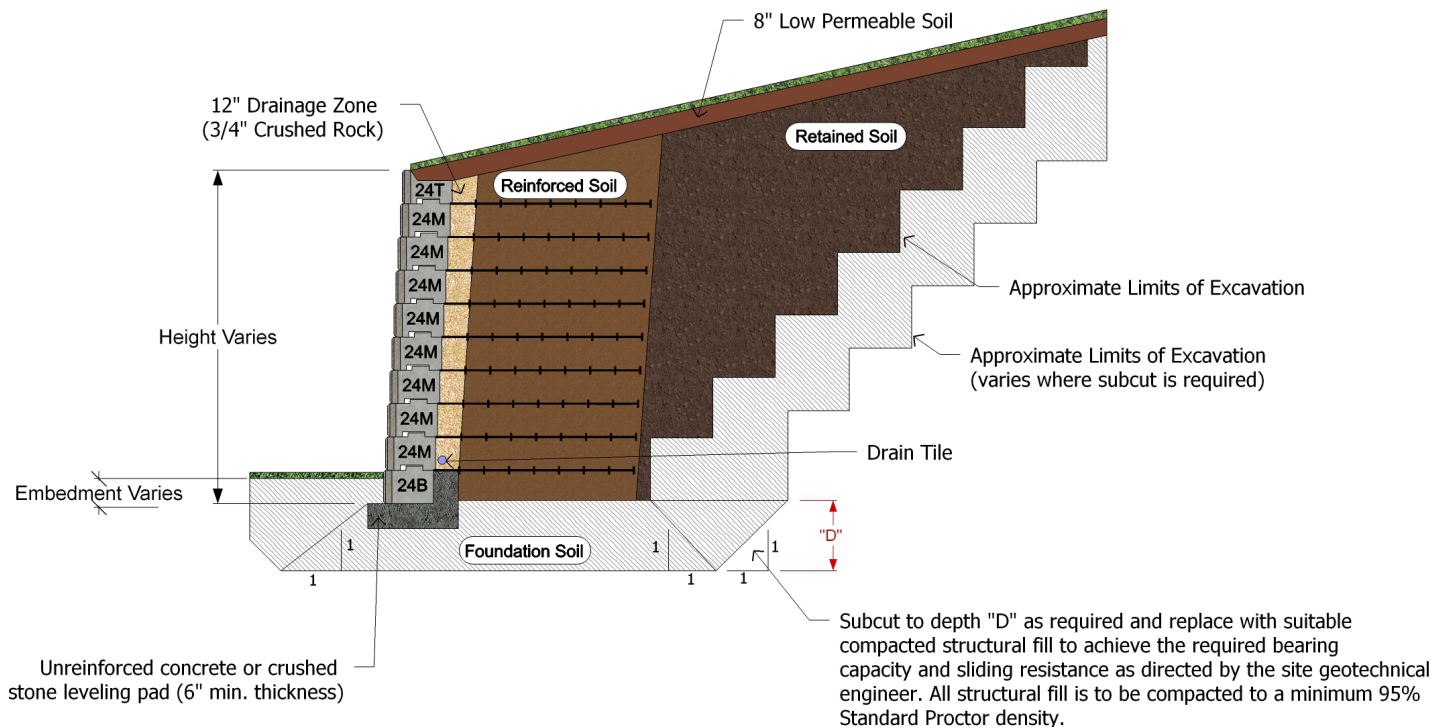 8" Low Permeable Soil
12" Drainage Zone
(3/4" Crushed Rock)
Retained Soil
Reinforced Soil
24T
24M
24M
24M
24M
24M
24M
24M
24M
24B
Height Varies
Approximate Limits of Excavation
Approximate Limits of Excavation
(varies where subcut is required)
Drain Tile
Embedment Varies
"D"
Foundation Soil
1
1
1
1
1
1
Unreinforced concrete or crushed
stone leveling pad (6" min. thickness)
Subcut to depth "D" as required and replace with suitable
compacted structural fill to achieve the required bearing
capacity and sliding resistance as directed by the site geotechnical
engineer. All structural fill is to be compacted to a minimum 95%
Standard Proctor density.